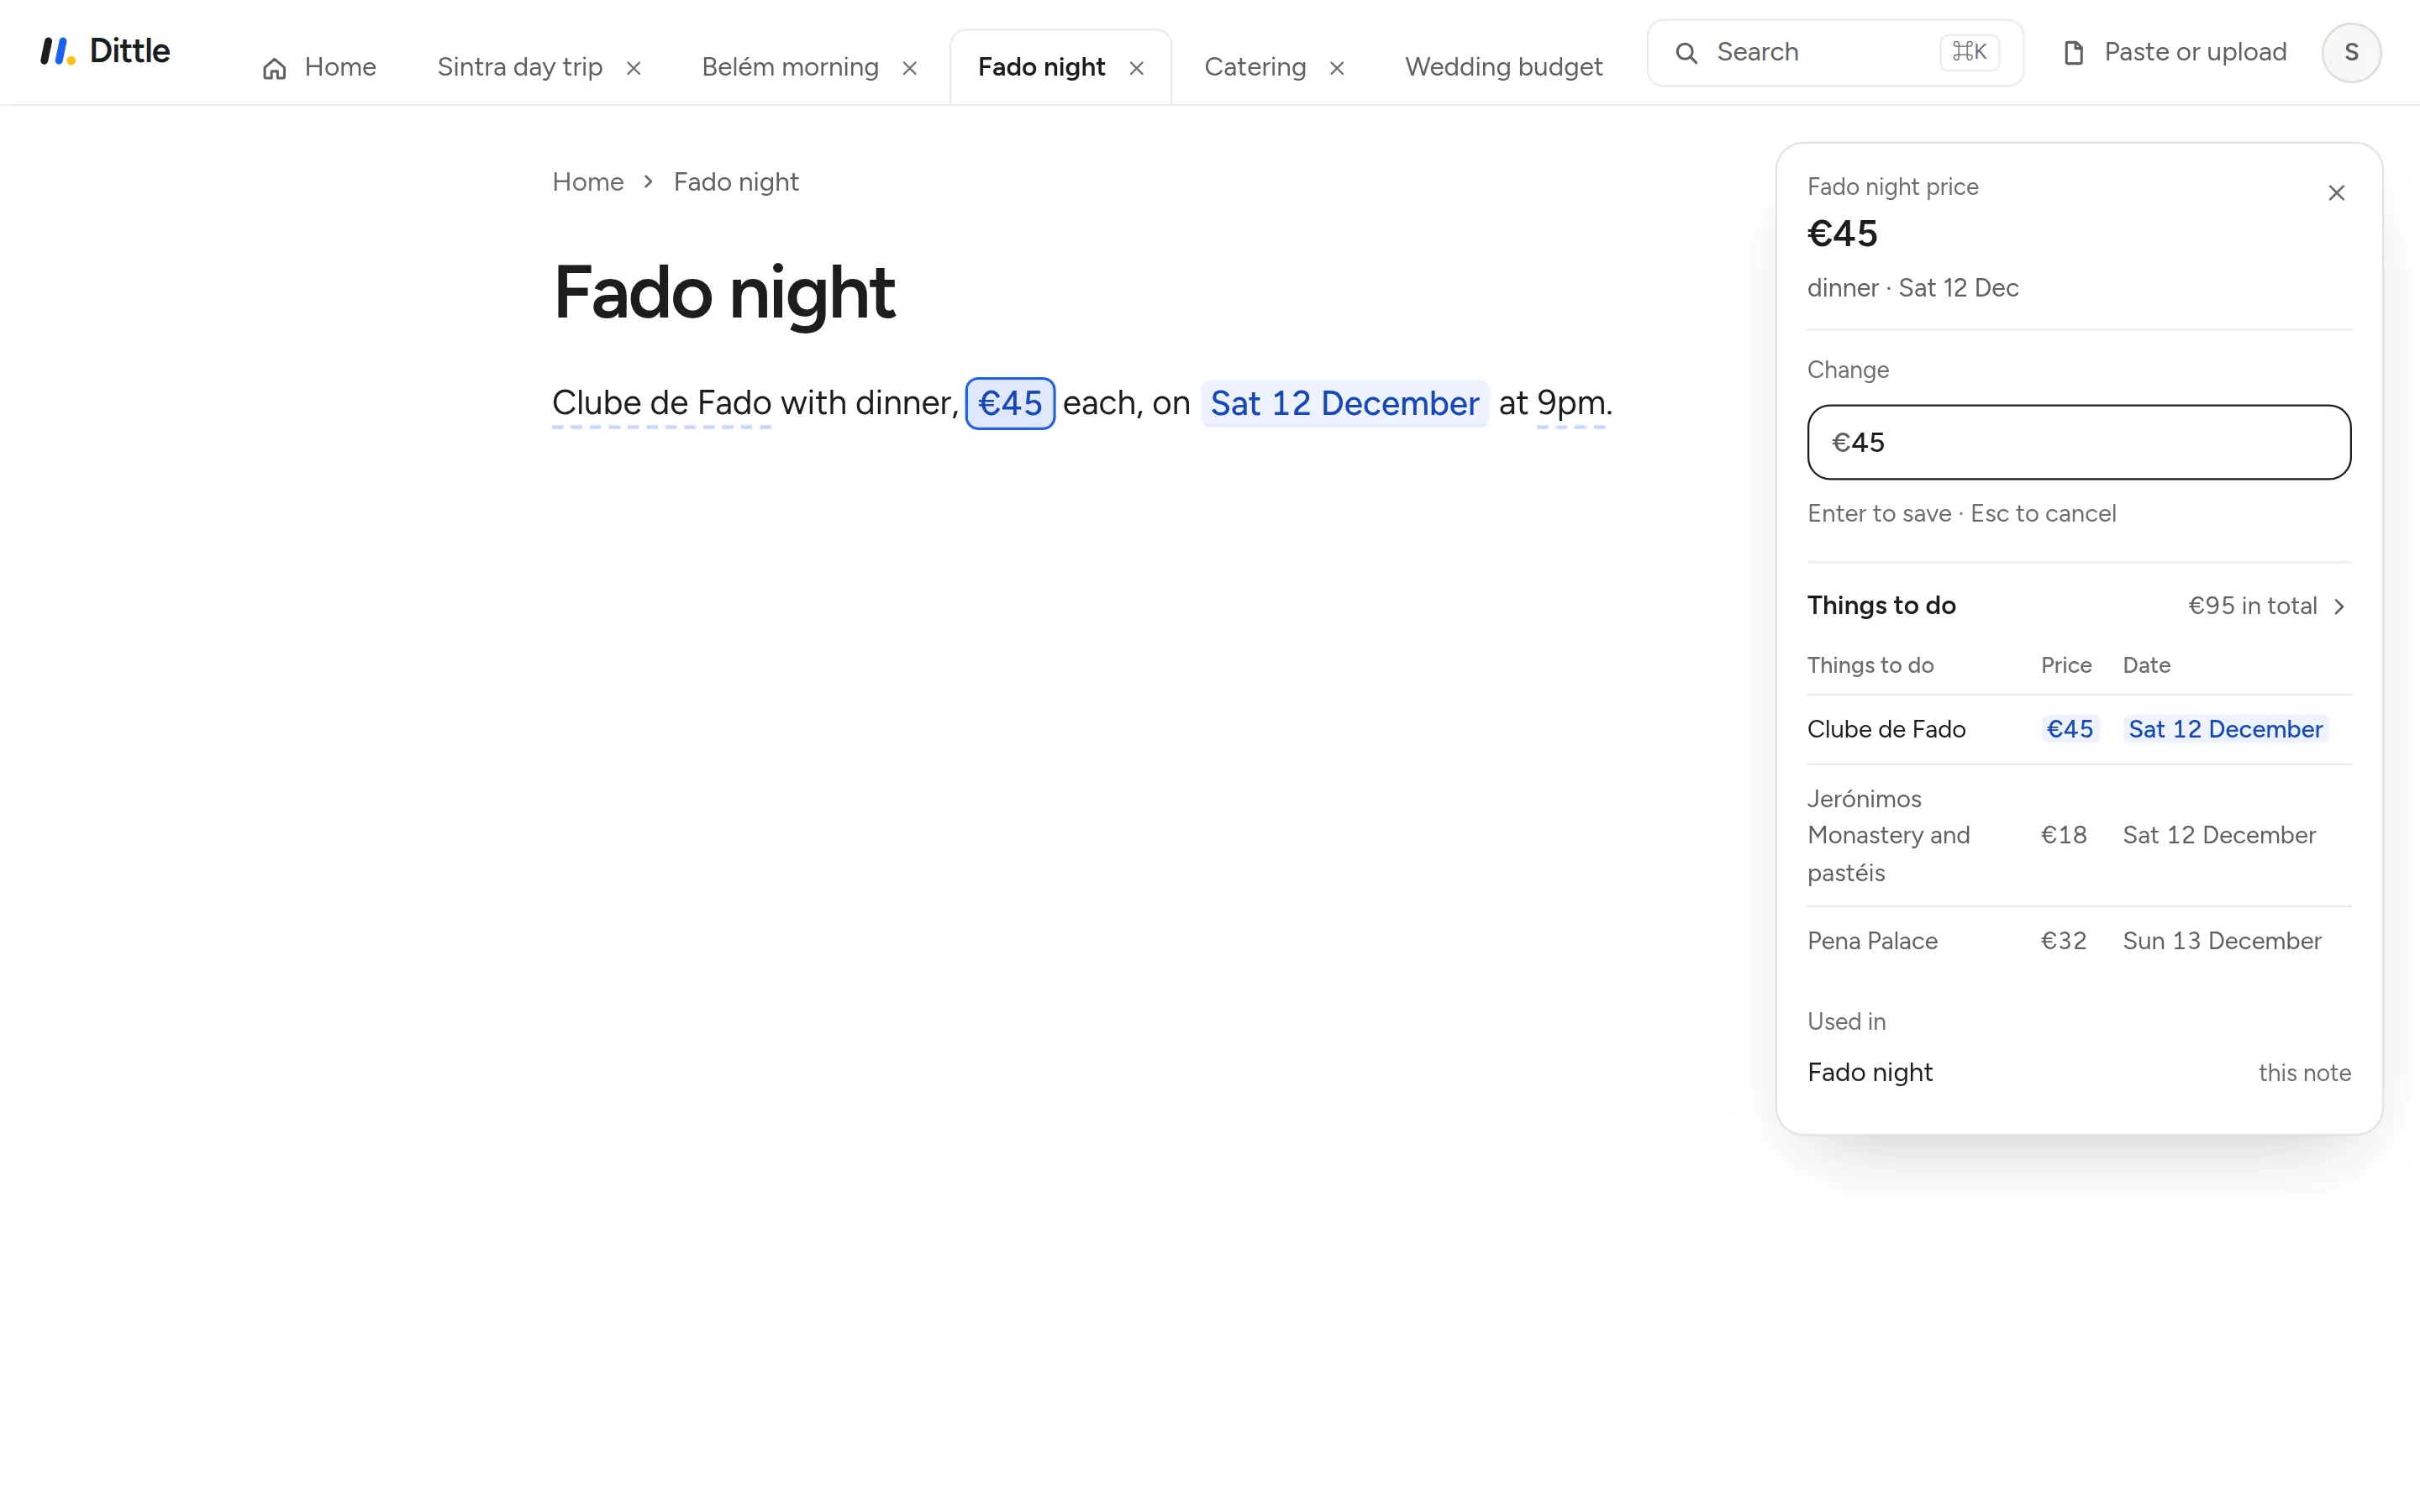 Dittle
Home
Sintra day trip
Belém morning
Fado night
Catering
Wedding budget
Search
⌘K
Paste or upload
S
Home
Fado night
Fado night
Clube de Fado with dinner, €45 each, on Sat 12 December at 9pm.
Fado night price
€45
dinner · Sat 12 Dec
Change
€45
Enter to save · Esc to cancel
Things to do €95 in total
Things to do Price Date
Clube de Fado €45 Sat 12 December
Jerónimos
Monastery and €18 Sat 12 December
pastéis
Pena Palace €32 Sun 13 December
Used in
Fado night this note